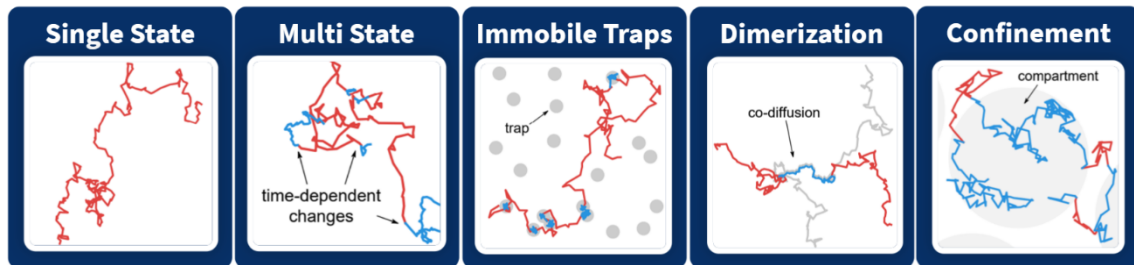 Single State
Multi State
time-dependent
changes
Immobile Traps
trap
Dimerization
co-diffusion
Confinement
compartment